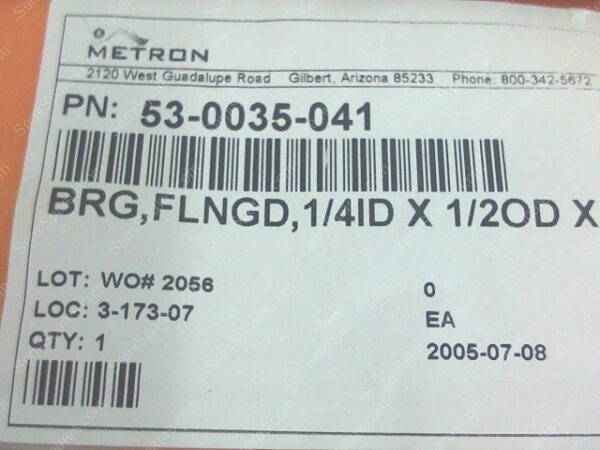 METRON
2120 West Guadalupe Road Gilbert, Arizona 85233 Phone: 800-342-5672
PN: 53-0035-041
BRG,FLNGD,1/4ID X 1/2OD X
LOT: WO# 2056
0
LOC: 3-173-07
EA
QTY: 1
2005-07-08